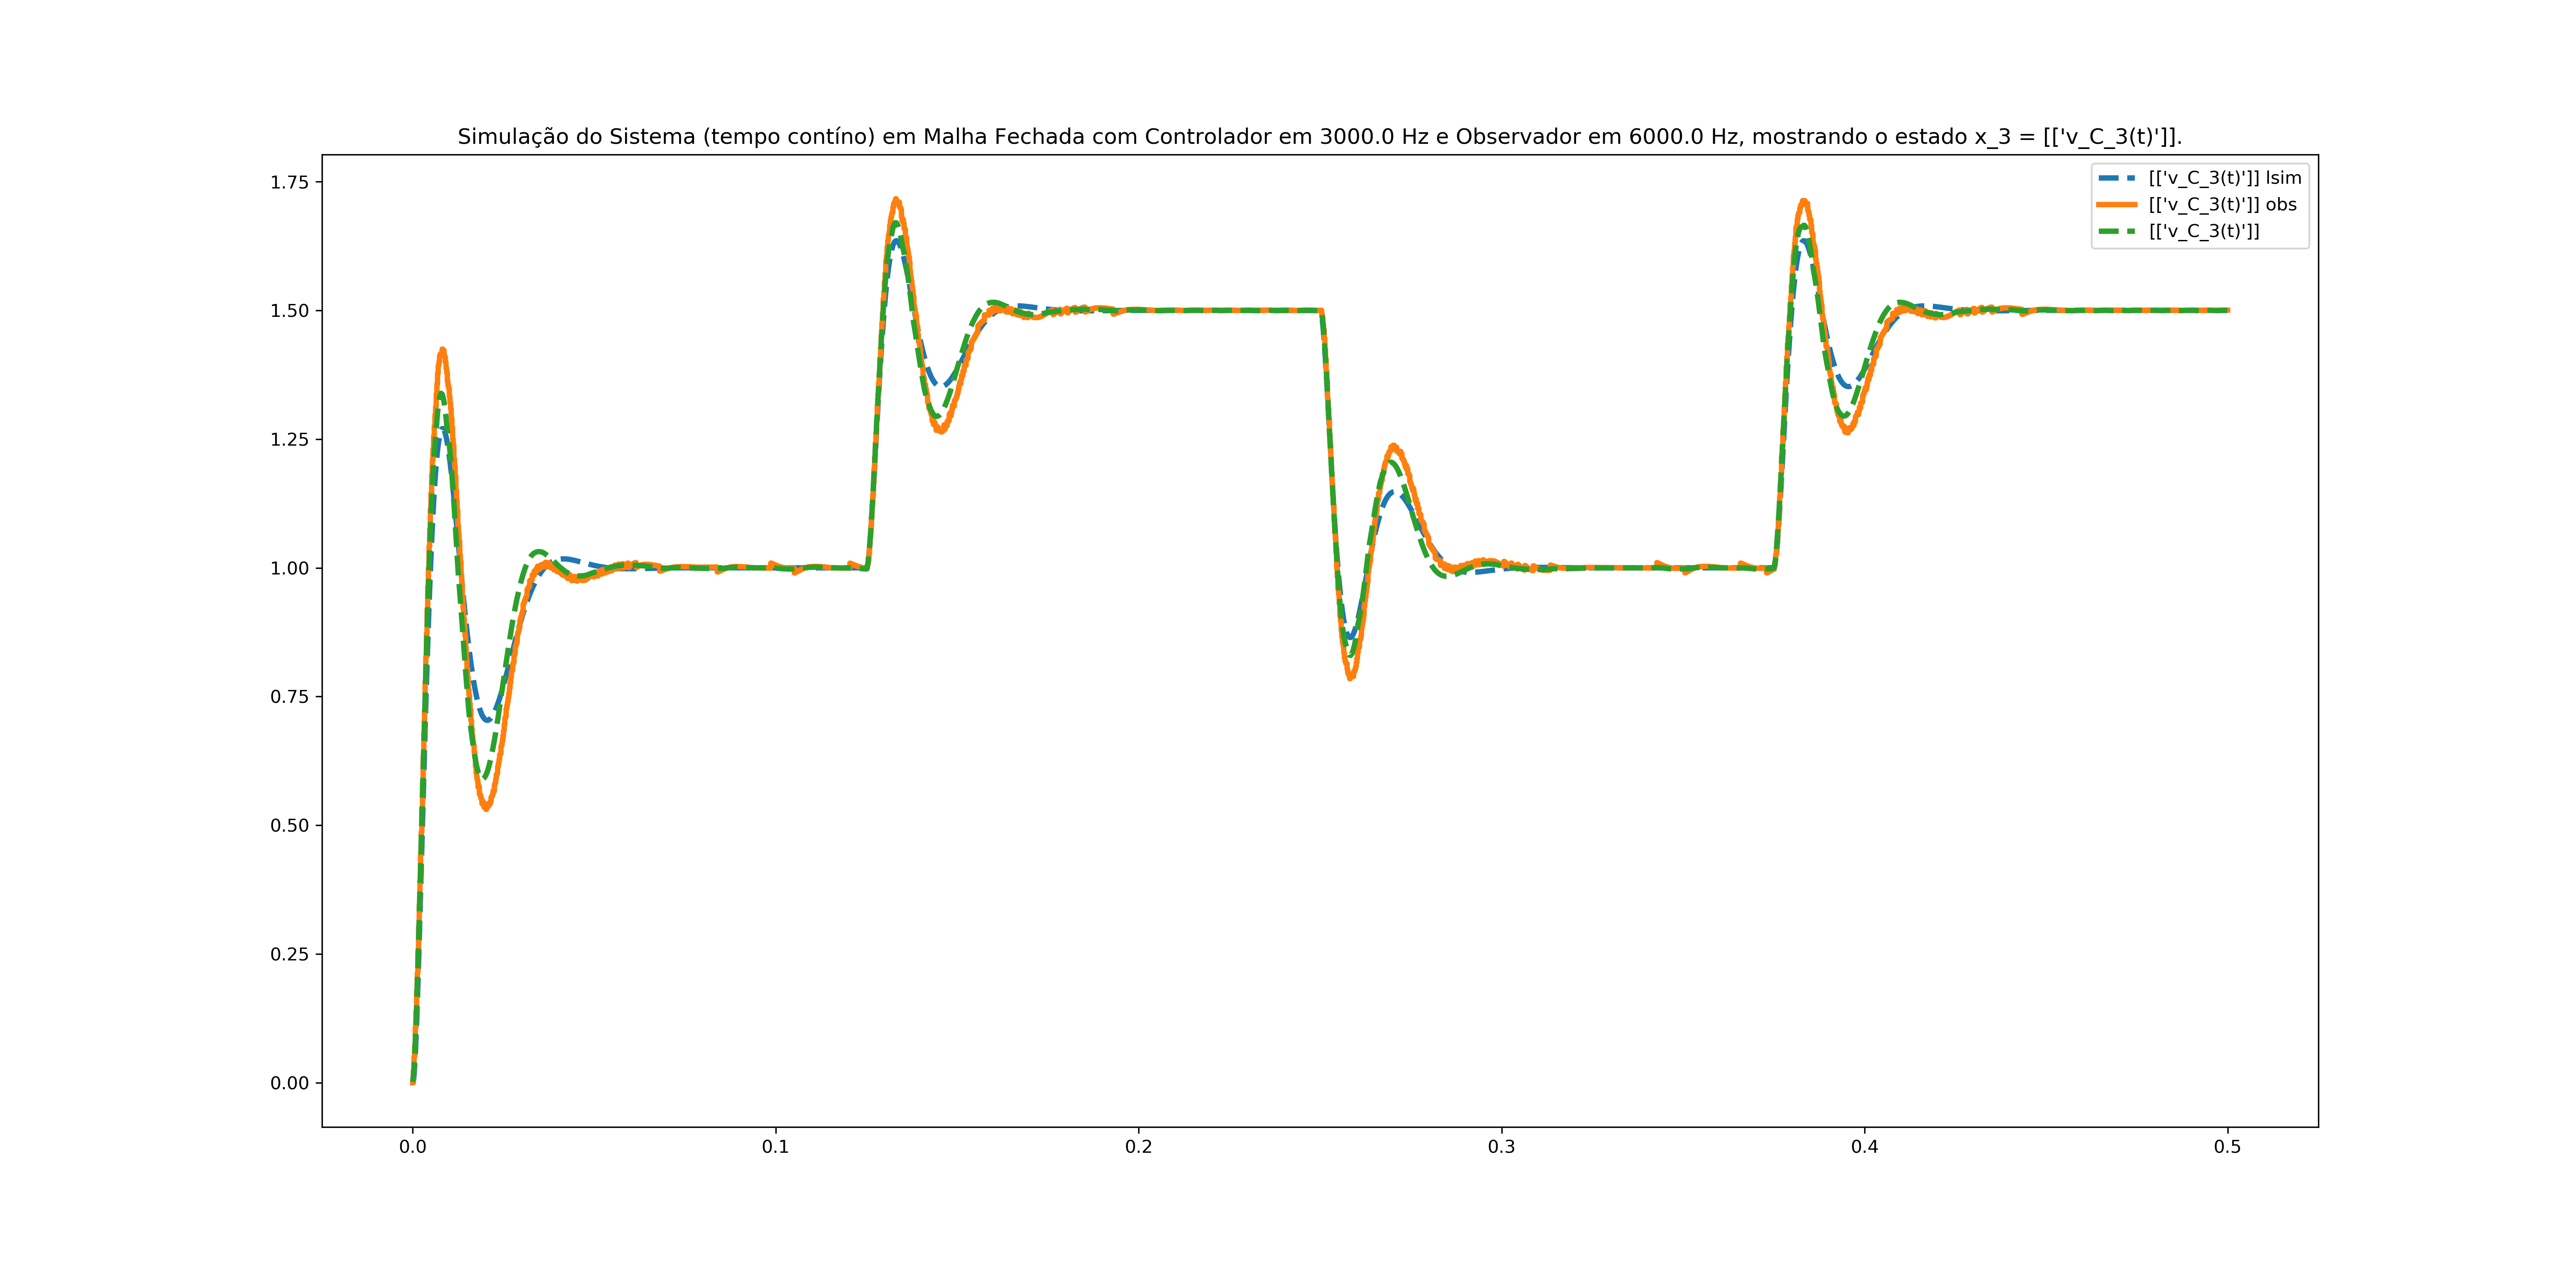 Simulação do Sistema (tempo contíno) em Malha Fechada com Controlador em 3000.0 Hz e Observador em 6000.0 Hz, mostrando o estado x_3 = [['v_C_3(t)']].
[['v_C_3(t)']] lsim
[['v_C_3(t)']] obs
[['v_C_3(t)']]
1.75
1.50
1.25
1.00
0.75
0.50
0.25
0.00
0.0 0.1 0.2 0.3 0.4 0.5